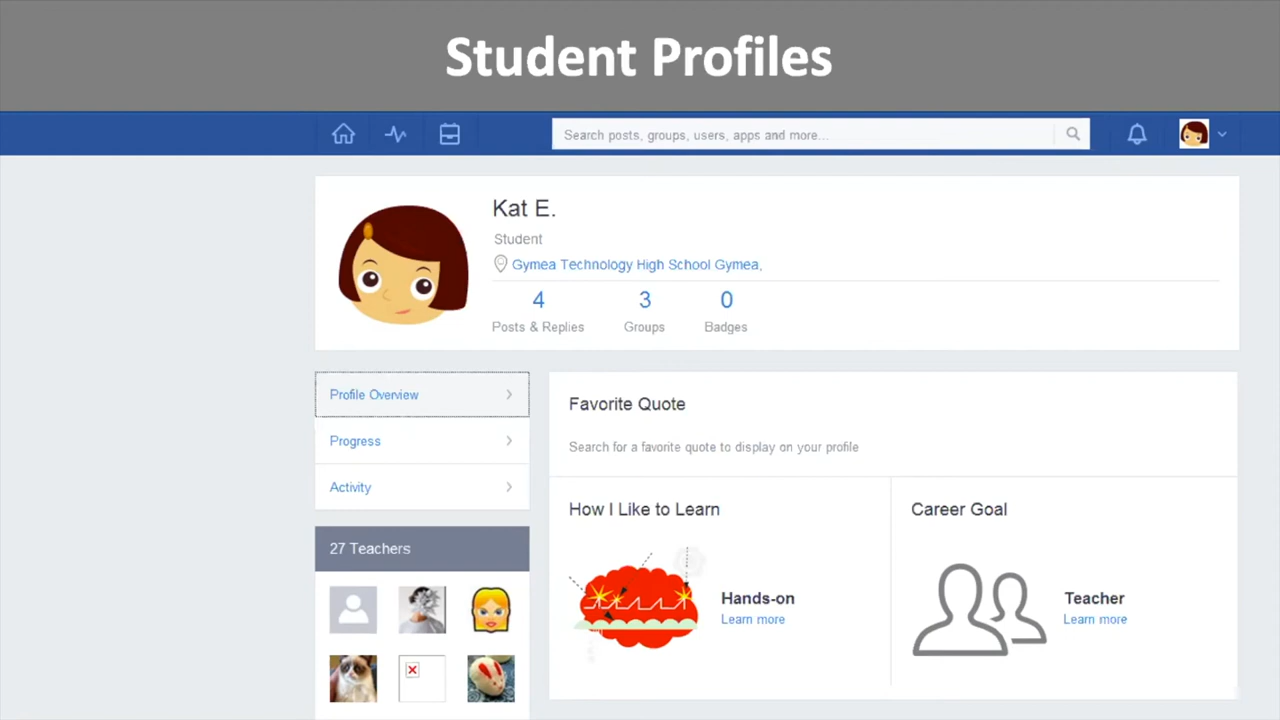 Student Profiles
Search posts, groups, users, apps and more...
Kat E.
Student
Gymea Technology High School Gymea,
4 3 0
Posts & Replies Groups Badges
Profile Overview
Progress
Activity
27 Teachers
Favorite Quote
Search for a favorite quote to display on your profile
How I Like to Learn
Hands-on
Learn more
Career Goal
Teacher
Learn more